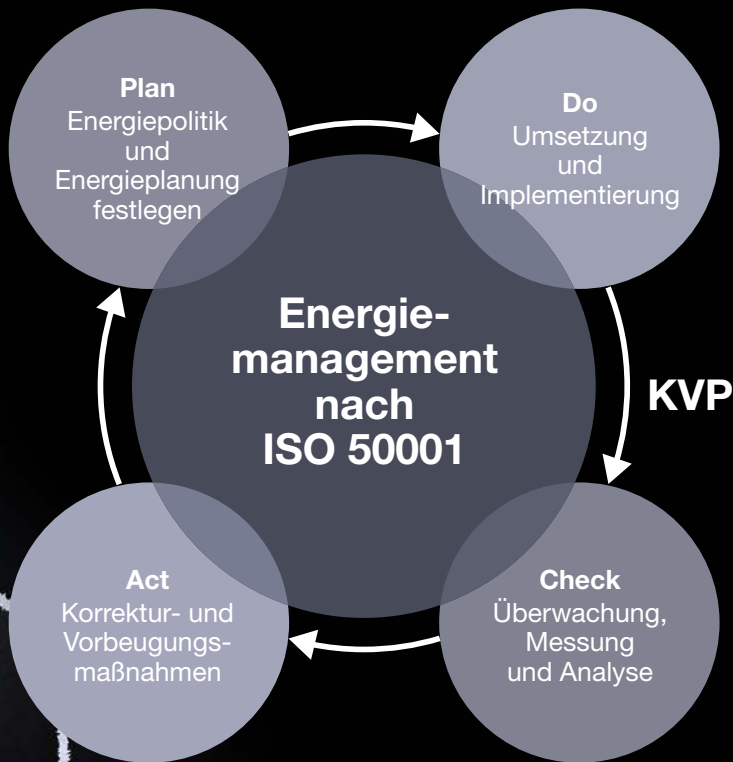 Plan
Energiepolitik
und
Energieplanung
festlegen
Do
Umsetzung
und
Implementierung
Energie-
management
nach
ISO 50001
KVP
Act
Korrektur- und
Vorbeugungs-
maßnahmen
Check
Überwachung,
Messung
und Analyse